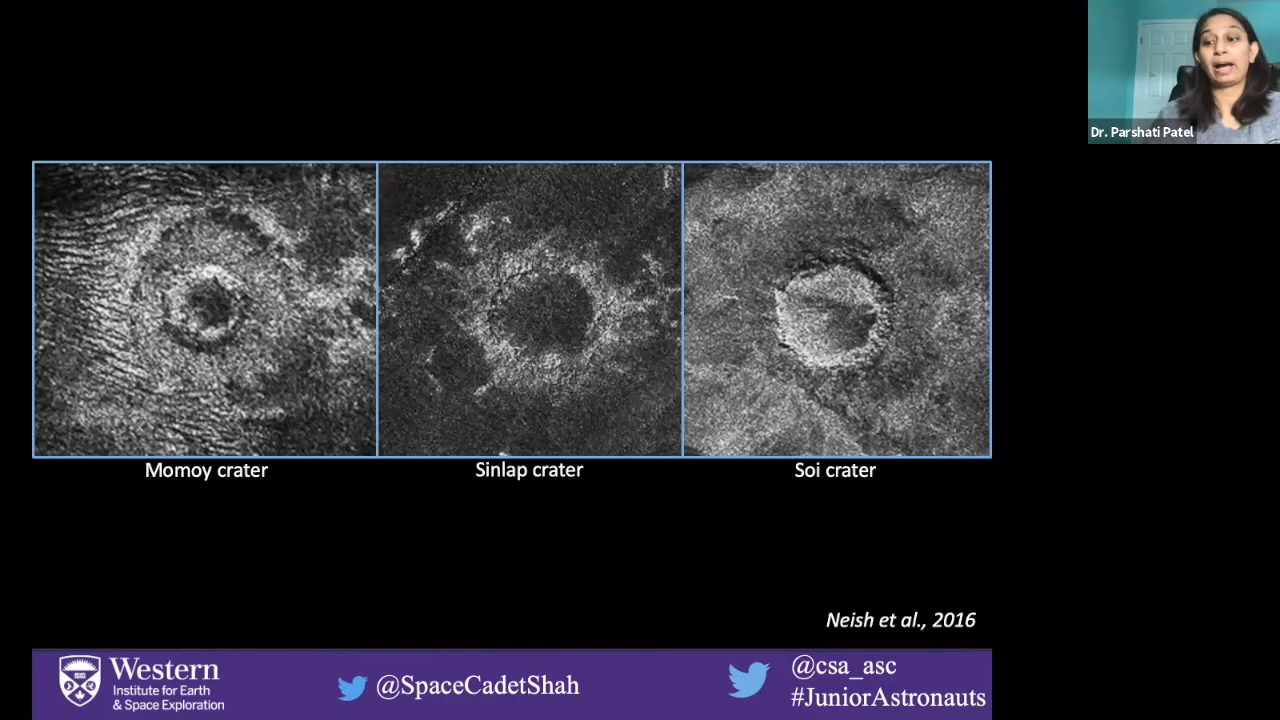 Dr. Parshati Patel
Momoy crater
Sinlap crater
Soi crater
Neish et al., 2016
Western
Institute for Earth
& Space Exploration
@SpaceCadetShah
@csa_asc
#JuniorAstronauts